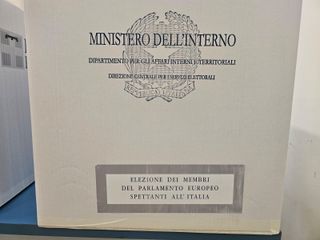 MINISTERO DELL'INTERNO
DIPARTIMENTO PER GLI AFFARI INTERNI E TERRITORIALI
DIREZIONE CENTRALE PER I SERVIZI ELETTORALI
ELEZIONE DEI MEMBRI
DEL PARLAMENTO EUROPEO
SPETTANTI ALL'ITALIA